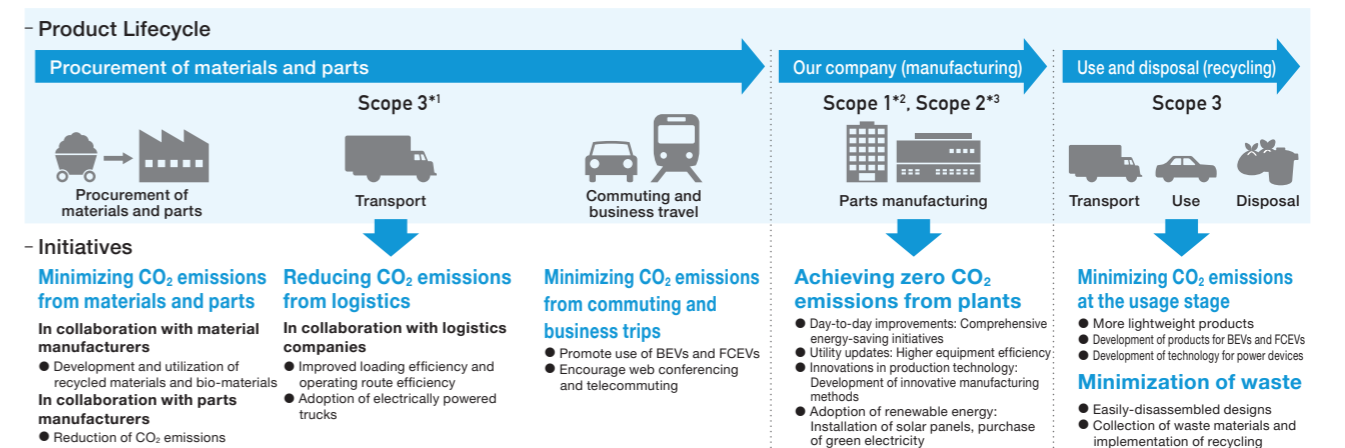 Product Lifecycle
Procurement of materials and parts
Our company (manufacturing)
Use and disposal (recycling)
Scope 3*1
Scope 1*2, Scope 2*3
Scope 3
Procurement of
materials and parts
Transport
Commuting and
business travel
Parts manufacturing
Transport
Use
Disposal
Initiatives
Minimizing CO₂ emissions
from materials and parts
In collaboration with material
manufacturers
● Development and utilization of
recycled materials and bio-materials
In collaboration with parts
manufacturers
● Reduction of CO₂ emissions
Reducing CO₂ emissions
from logistics
In collaboration with logistics
companies
● Improved loading efficiency and
operating route efficiency
● Adoption of electrically powered
trucks
Minimizing CO₂ emissions
from commuting and
business trips
● Promote use of BEVs and FCEVs
● Encourage web conferencing
and telecommuting
Achieving zero CO₂
emissions from plants
● Day-to-day improvements: Comprehensive
energy-saving initiatives
● Utility updates: Higher equipment efficiency
● Innovations in production technology:
Development of innovative manufacturing
methods
● Adoption of renewable energy:
Installation of solar panels, purchase
of green electricity
Minimizing CO₂ emissions
at the usage stage
● More lightweight products
● Development of products for BEVs and FCEVs
● Development of technology for power devices
Minimization of waste
● Easily-disassembled designs
● Collection of waste materials and
implementation of recycling